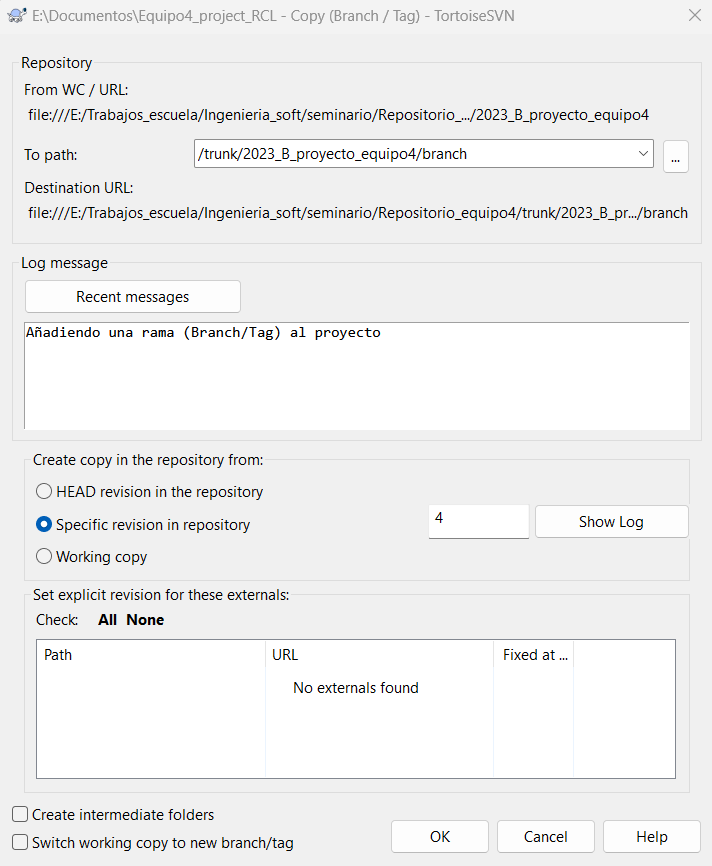 E:\Documentos\Equipo4_project_RCL - Copy (Branch / Tag) - TortoiseSVN
Repository
From WC / URL:
file:///E:/Trabajos_escuela/Ingenieria_soft/seminario/Repositorio_.../2023_B_proyecto_equipo4
To path:
/trunk/2023_B_proyecto_equipo4/branch
...
Destination URL:
file:///E:/Trabajos_escuela/Ingenieria_soft/seminario/Repositorio_equipo4/trunk/2023_B_pr.../branch
Log message
Recent messages
Añadiendo una rama (Branch/Tag) al proyecto
Create copy in the repository from:
HEAD revision in the repository
Specific revision in repository
4
Show Log
Working copy
Set explicit revision for these externals:
Check: All None
Path URL Fixed at ...
No externals found
Create intermediate folders
Switch working copy to new branch/tag
OK Cancel Help